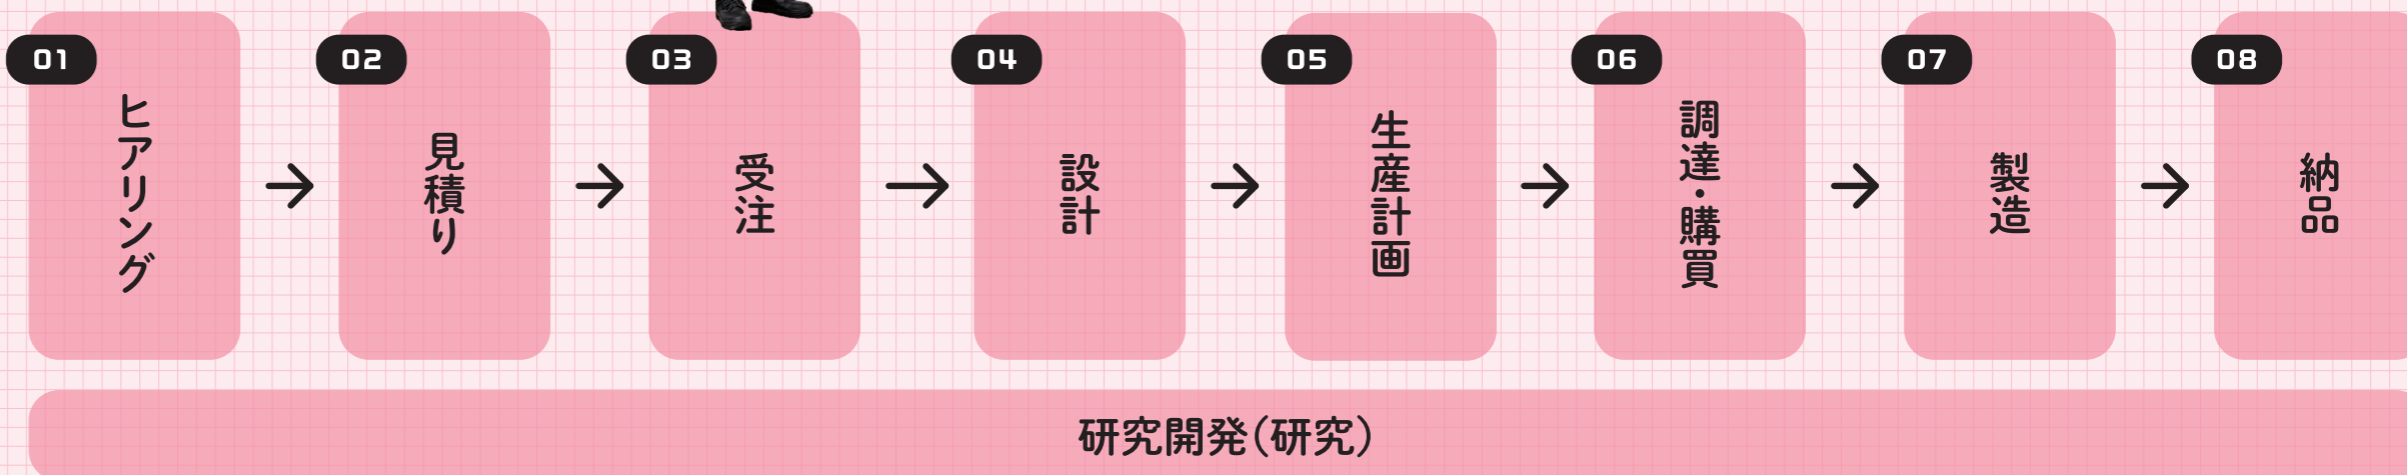 01
ヒアリング
02
見積り
03
受注
04
設計
05
生産計画
06
調達・購買
07
製造
08
納品
研究開発(研究)